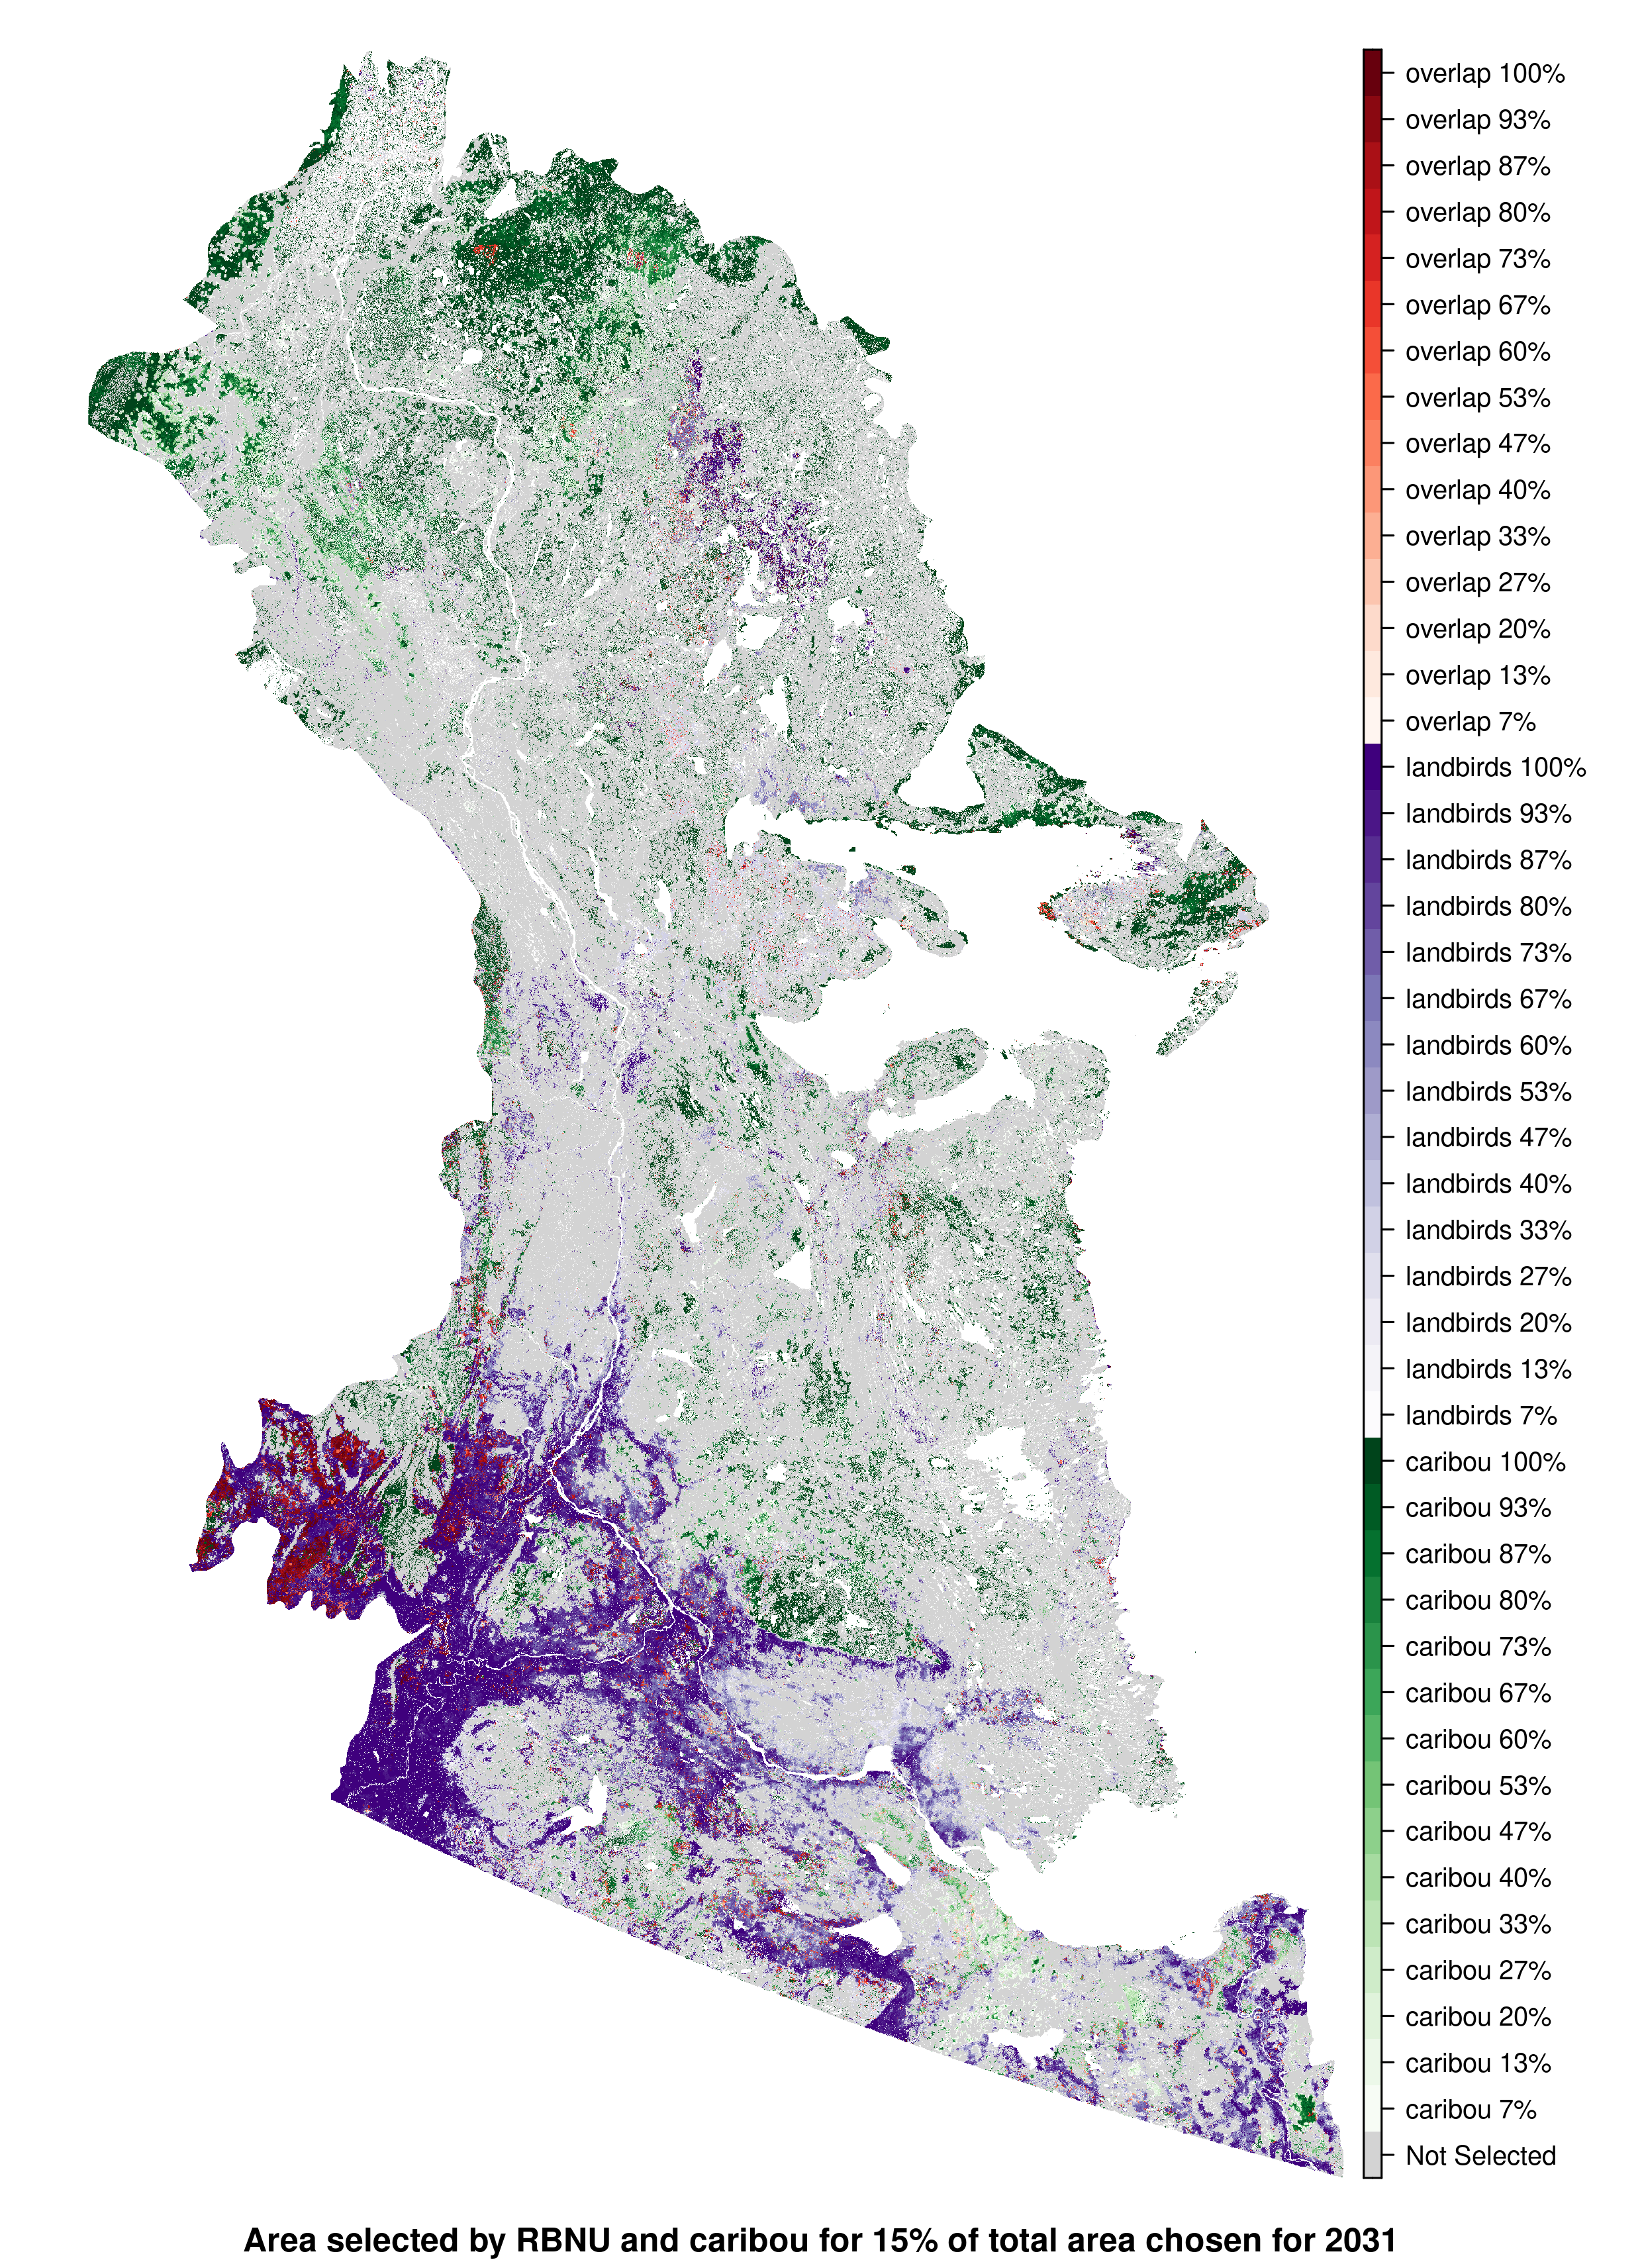 overlap 100%
overlap 93%
overlap 87%
overlap 80%
overlap 73%
overlap 67%
overlap 60%
overlap 53%
overlap 47%
overlap 40%
overlap 33%
overlap 27%
overlap 20%
overlap 13%
overlap 7%
landbirds 100%
landbirds 93%
landbirds 87%
landbirds 80%
landbirds 73%
landbirds 67%
landbirds 60%
landbirds 53%
landbirds 47%
landbirds 40%
landbirds 33%
landbirds 27%
landbirds 20%
landbirds 13%
landbirds 7%
caribou 100%
caribou 93%
caribou 87%
caribou 80%
caribou 73%
caribou 67%
caribou 60%
caribou 53%
caribou 47%
caribou 40%
caribou 33%
caribou 27%
caribou 20%
caribou 13%
caribou 7%
Not Selected
Area selected by RBNU and caribou for 15% of total area chosen for 2031